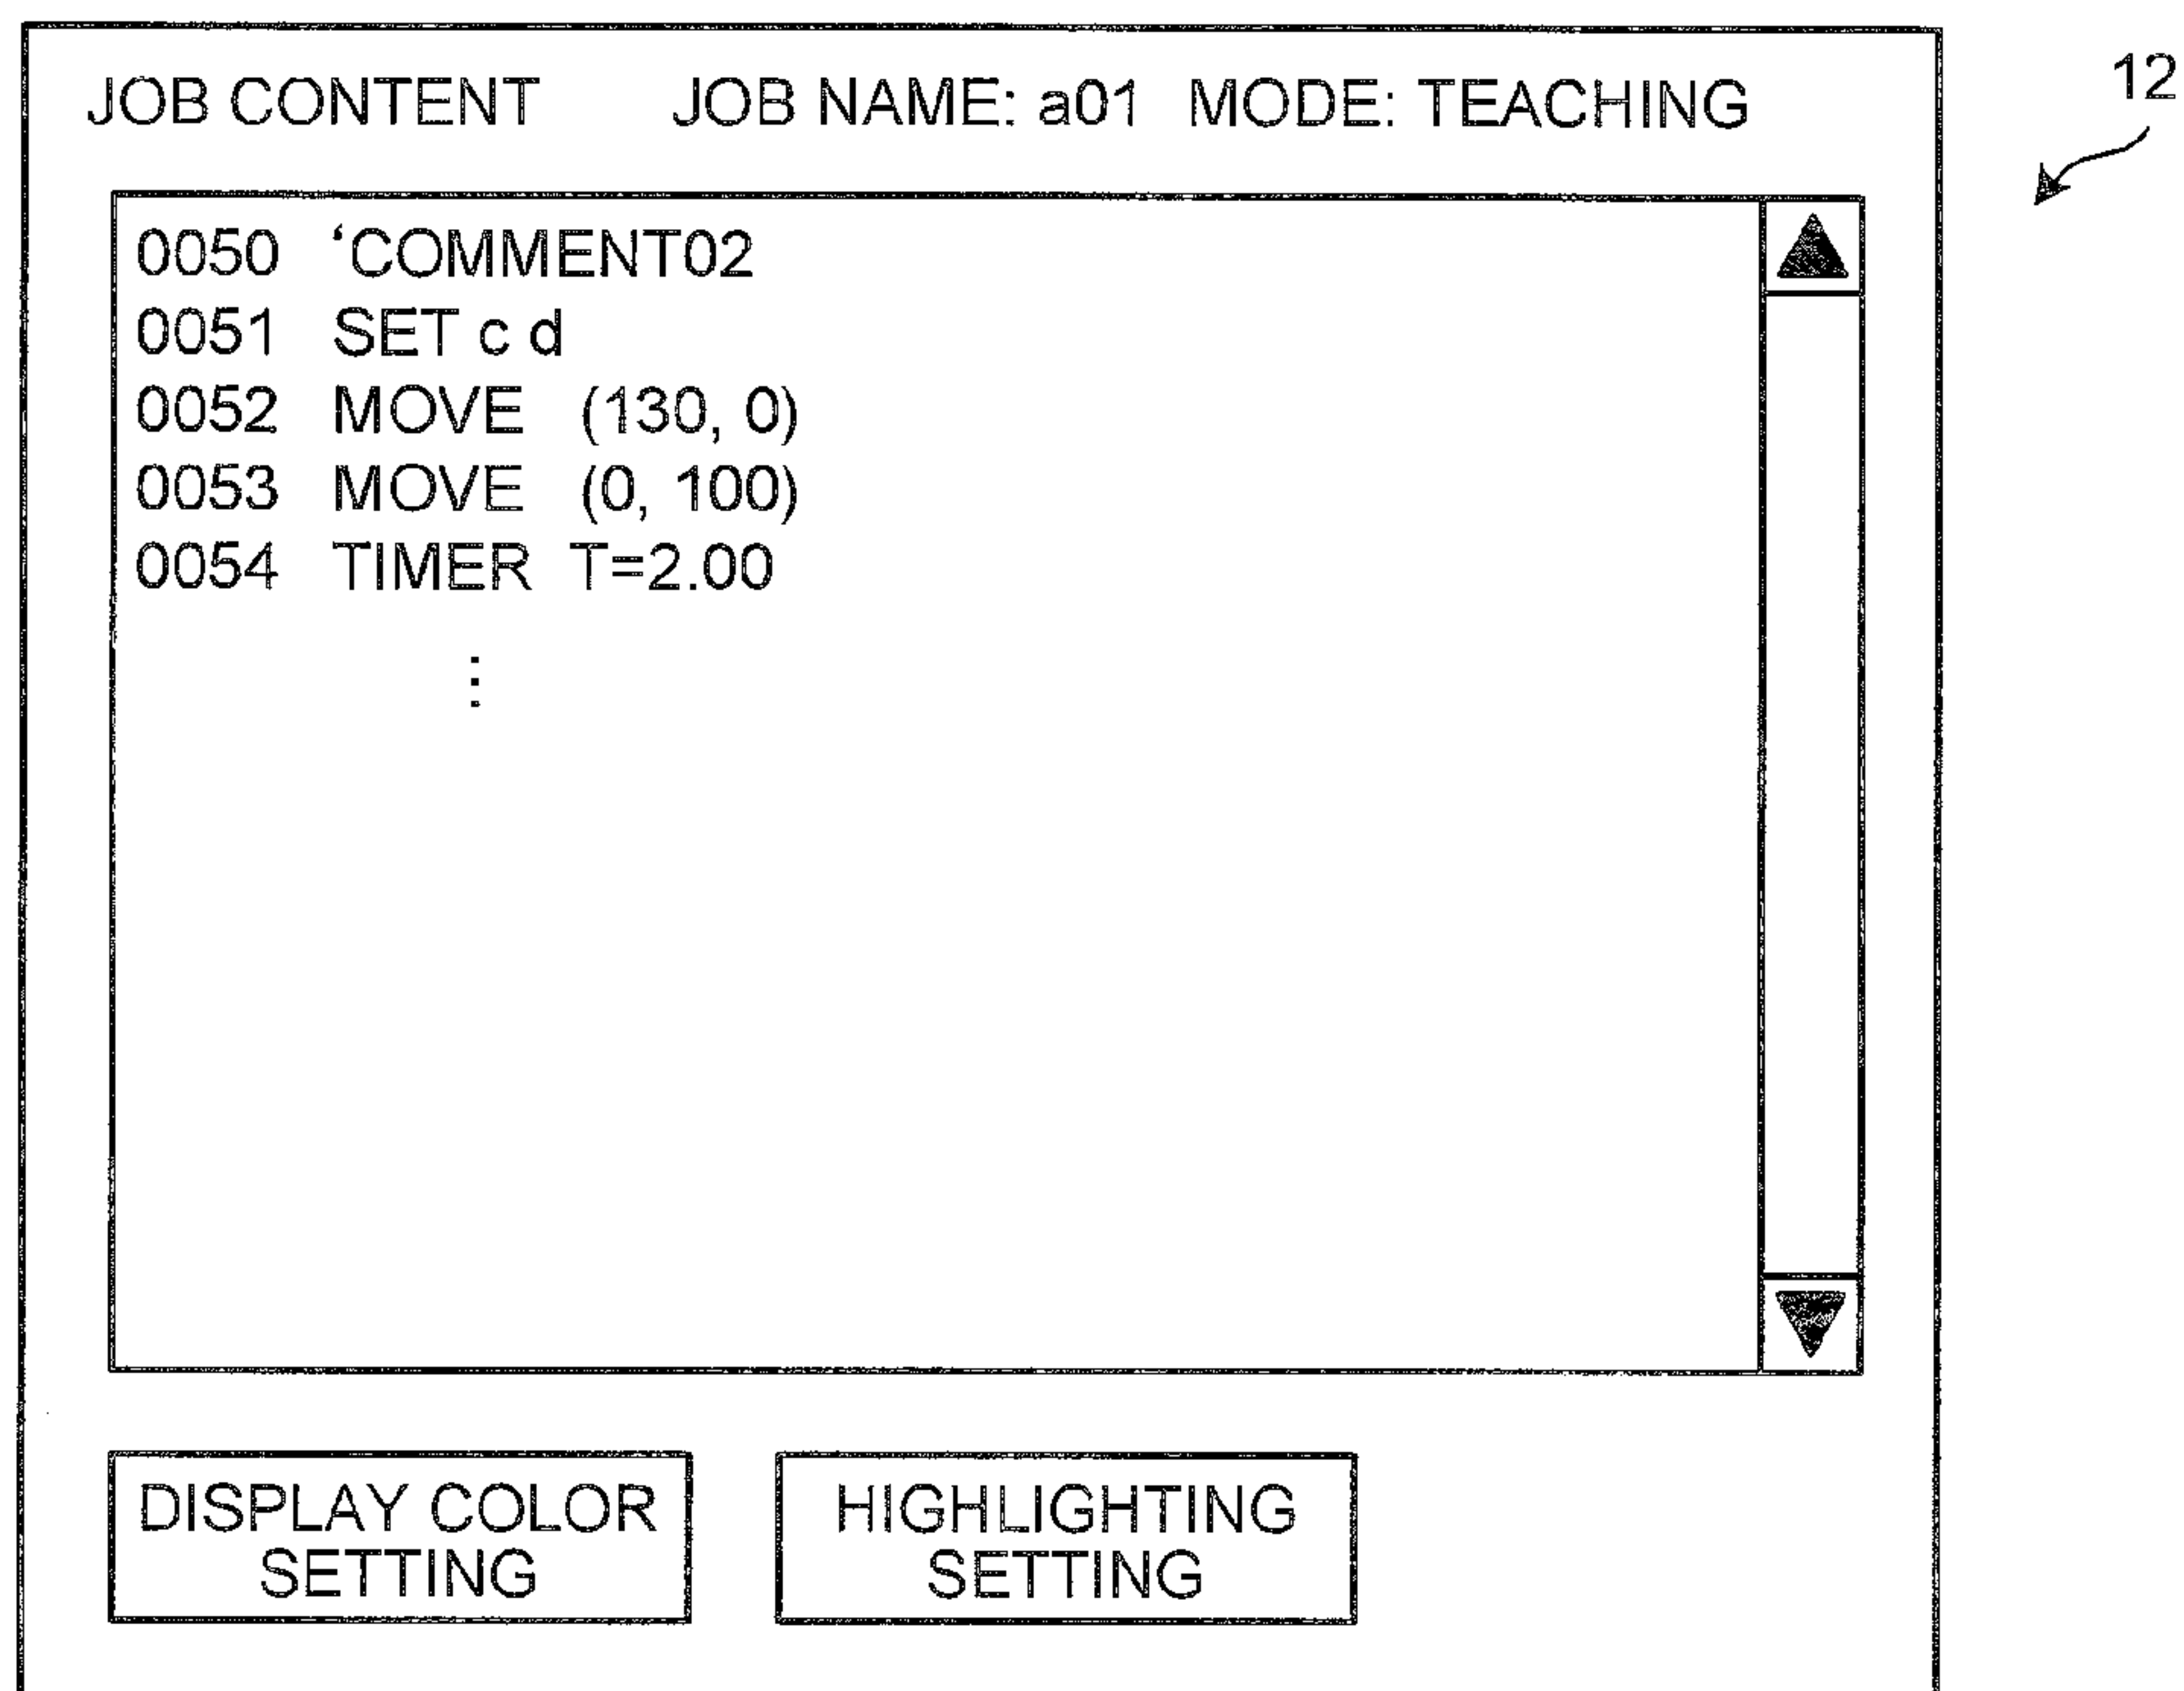 JOB CONTENT JOB NAME: a01 MODE: TEACHING
12
0050 ‘COMMENT02
0051 SET c d
0052 MOVE (130, 0)
0053 MOVE (0, 100)
0054 TIMER T=2.00
⋮
DISPLAY COLOR
SETTING
HIGHLIGHTING
SETTING